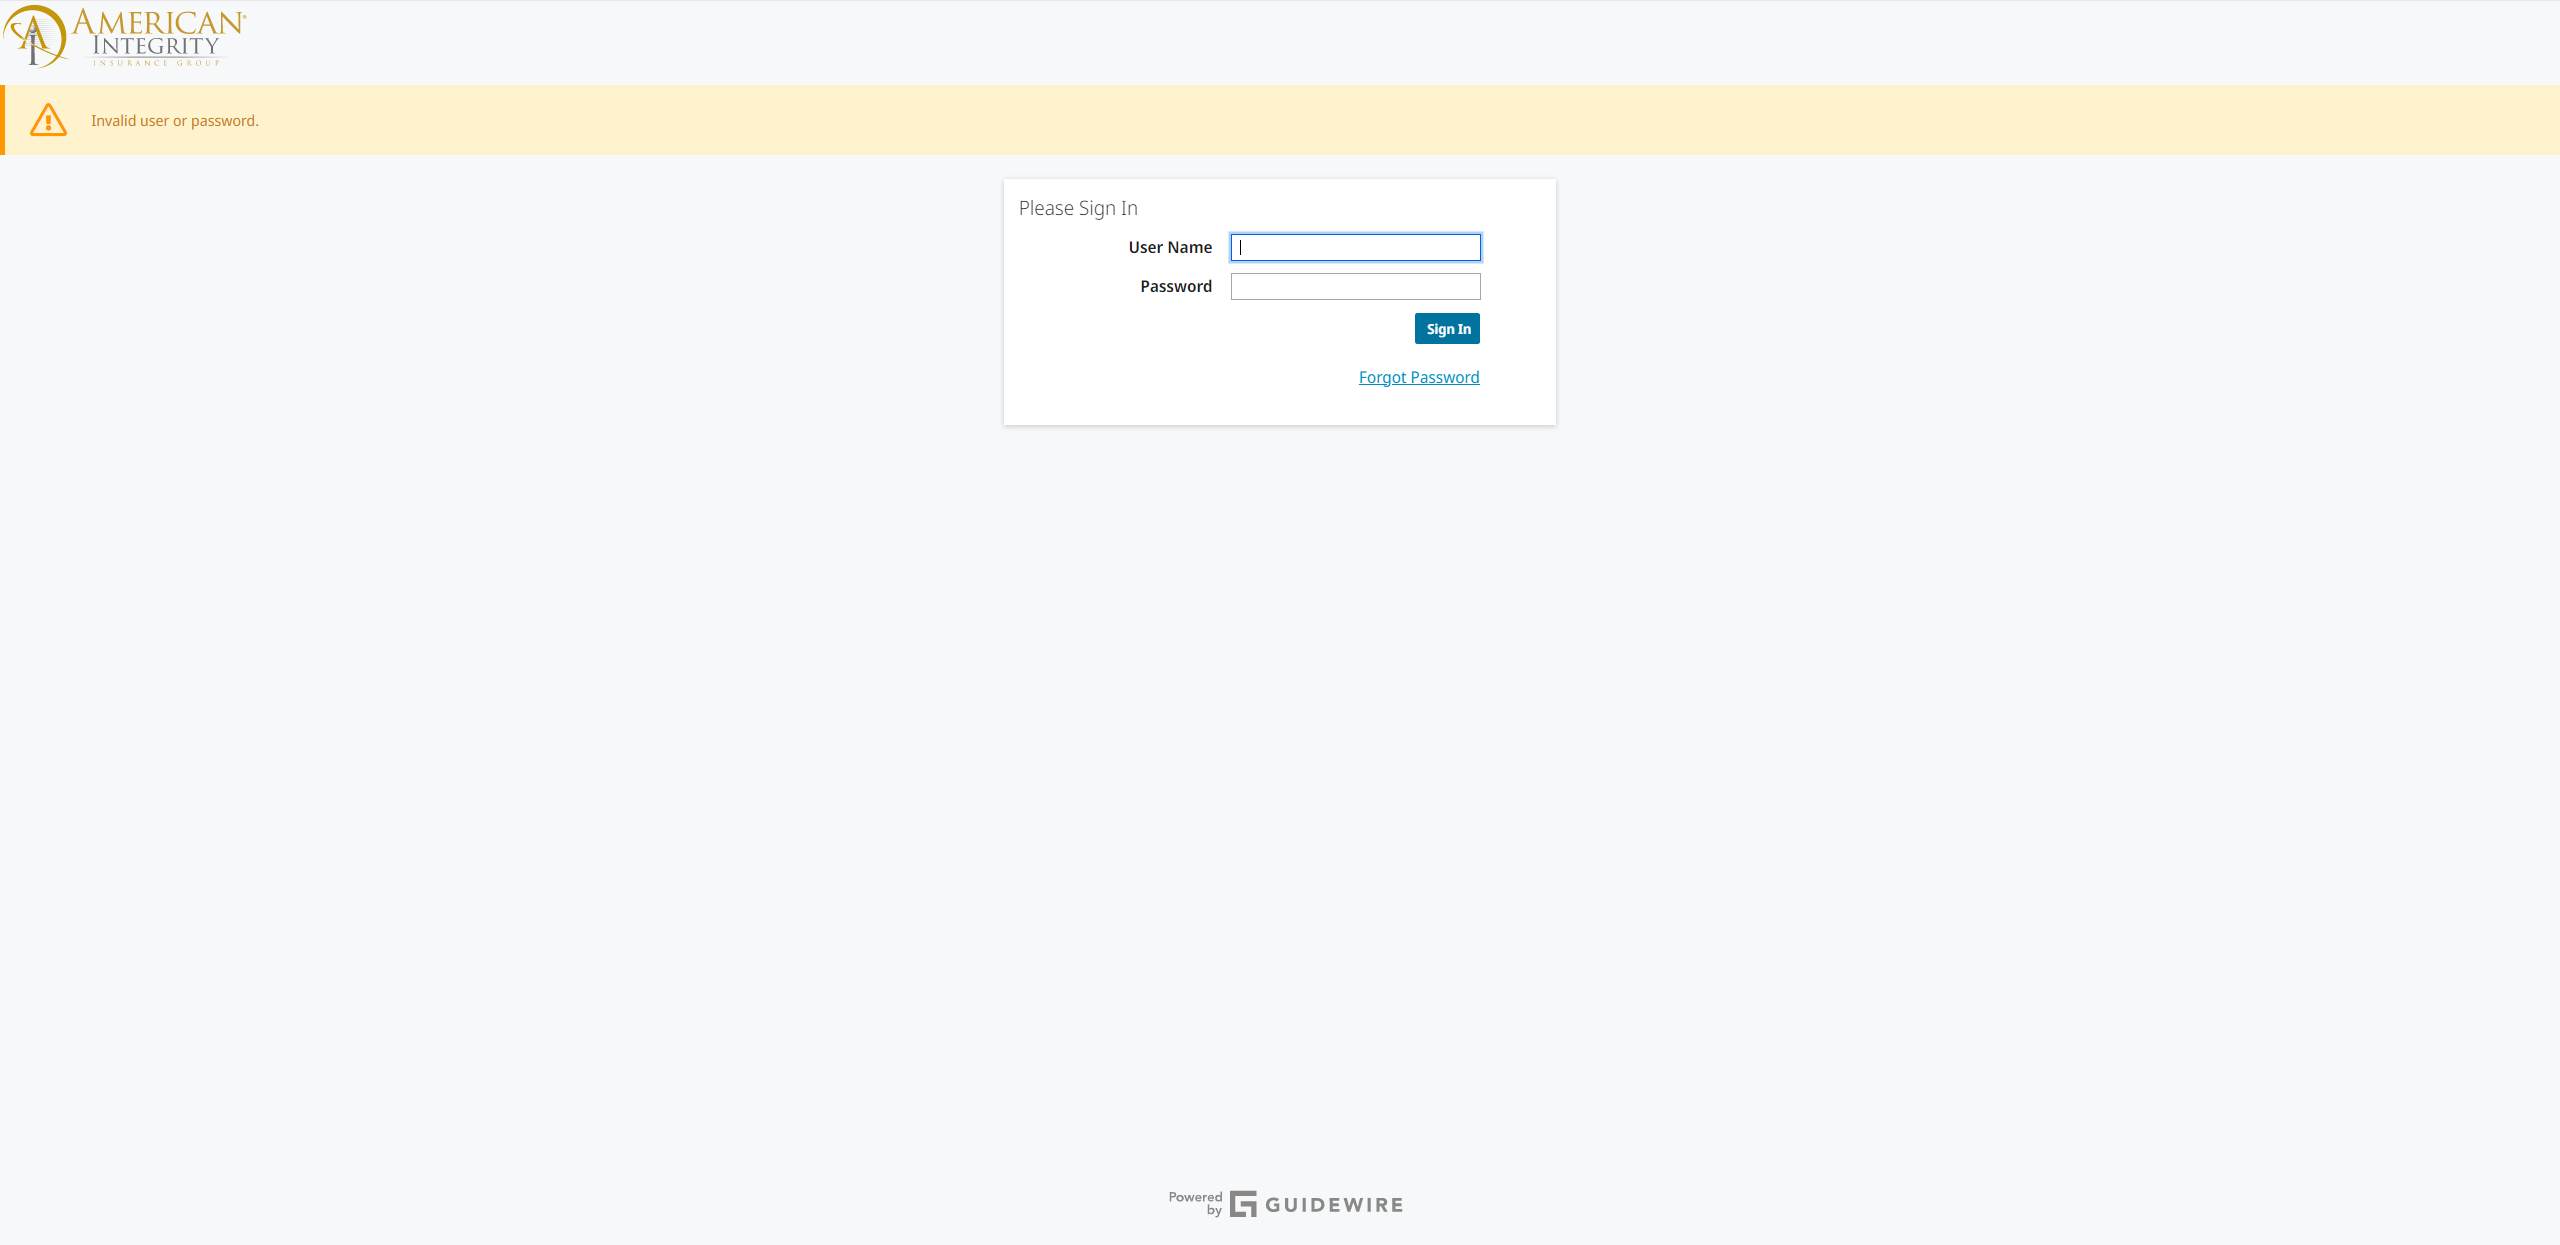 AMERICAN®
INTEGRITY
INSURANCE GROUP
Invalid user or password.
Please Sign In
User Name
Password
Sign In
Forgot Password
Powered by GUIDEWIRE